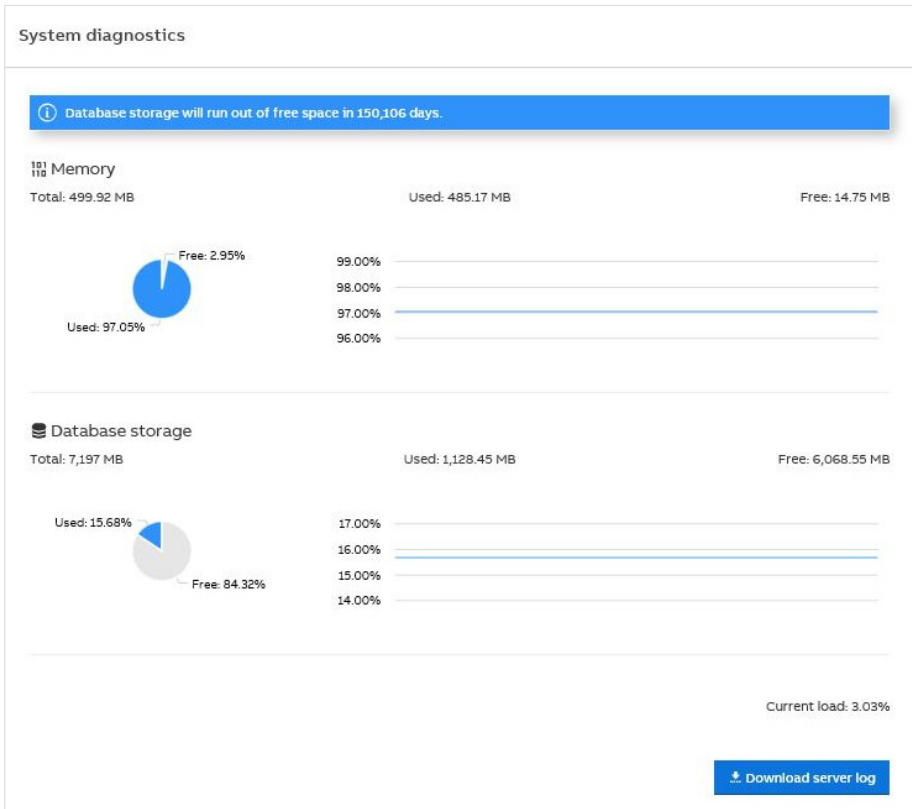 System diagnostics
Database storage will run out of free space in 150,106 days.
Memory
Total: 499.92 MB Used: 485.17 MB Free: 14.75 MB
Free: 2.95%
Used: 97.05%
99.00%
98.00%
97.00%
96.00%
Database storage
Total: 7,197 MB Used: 1,128.45 MB Free: 6,068.55 MB
Used: 15.68%
Free: 84.32%
17.00%
16.00%
15.00%
14.00%
Current load: 3.03%
Download server log